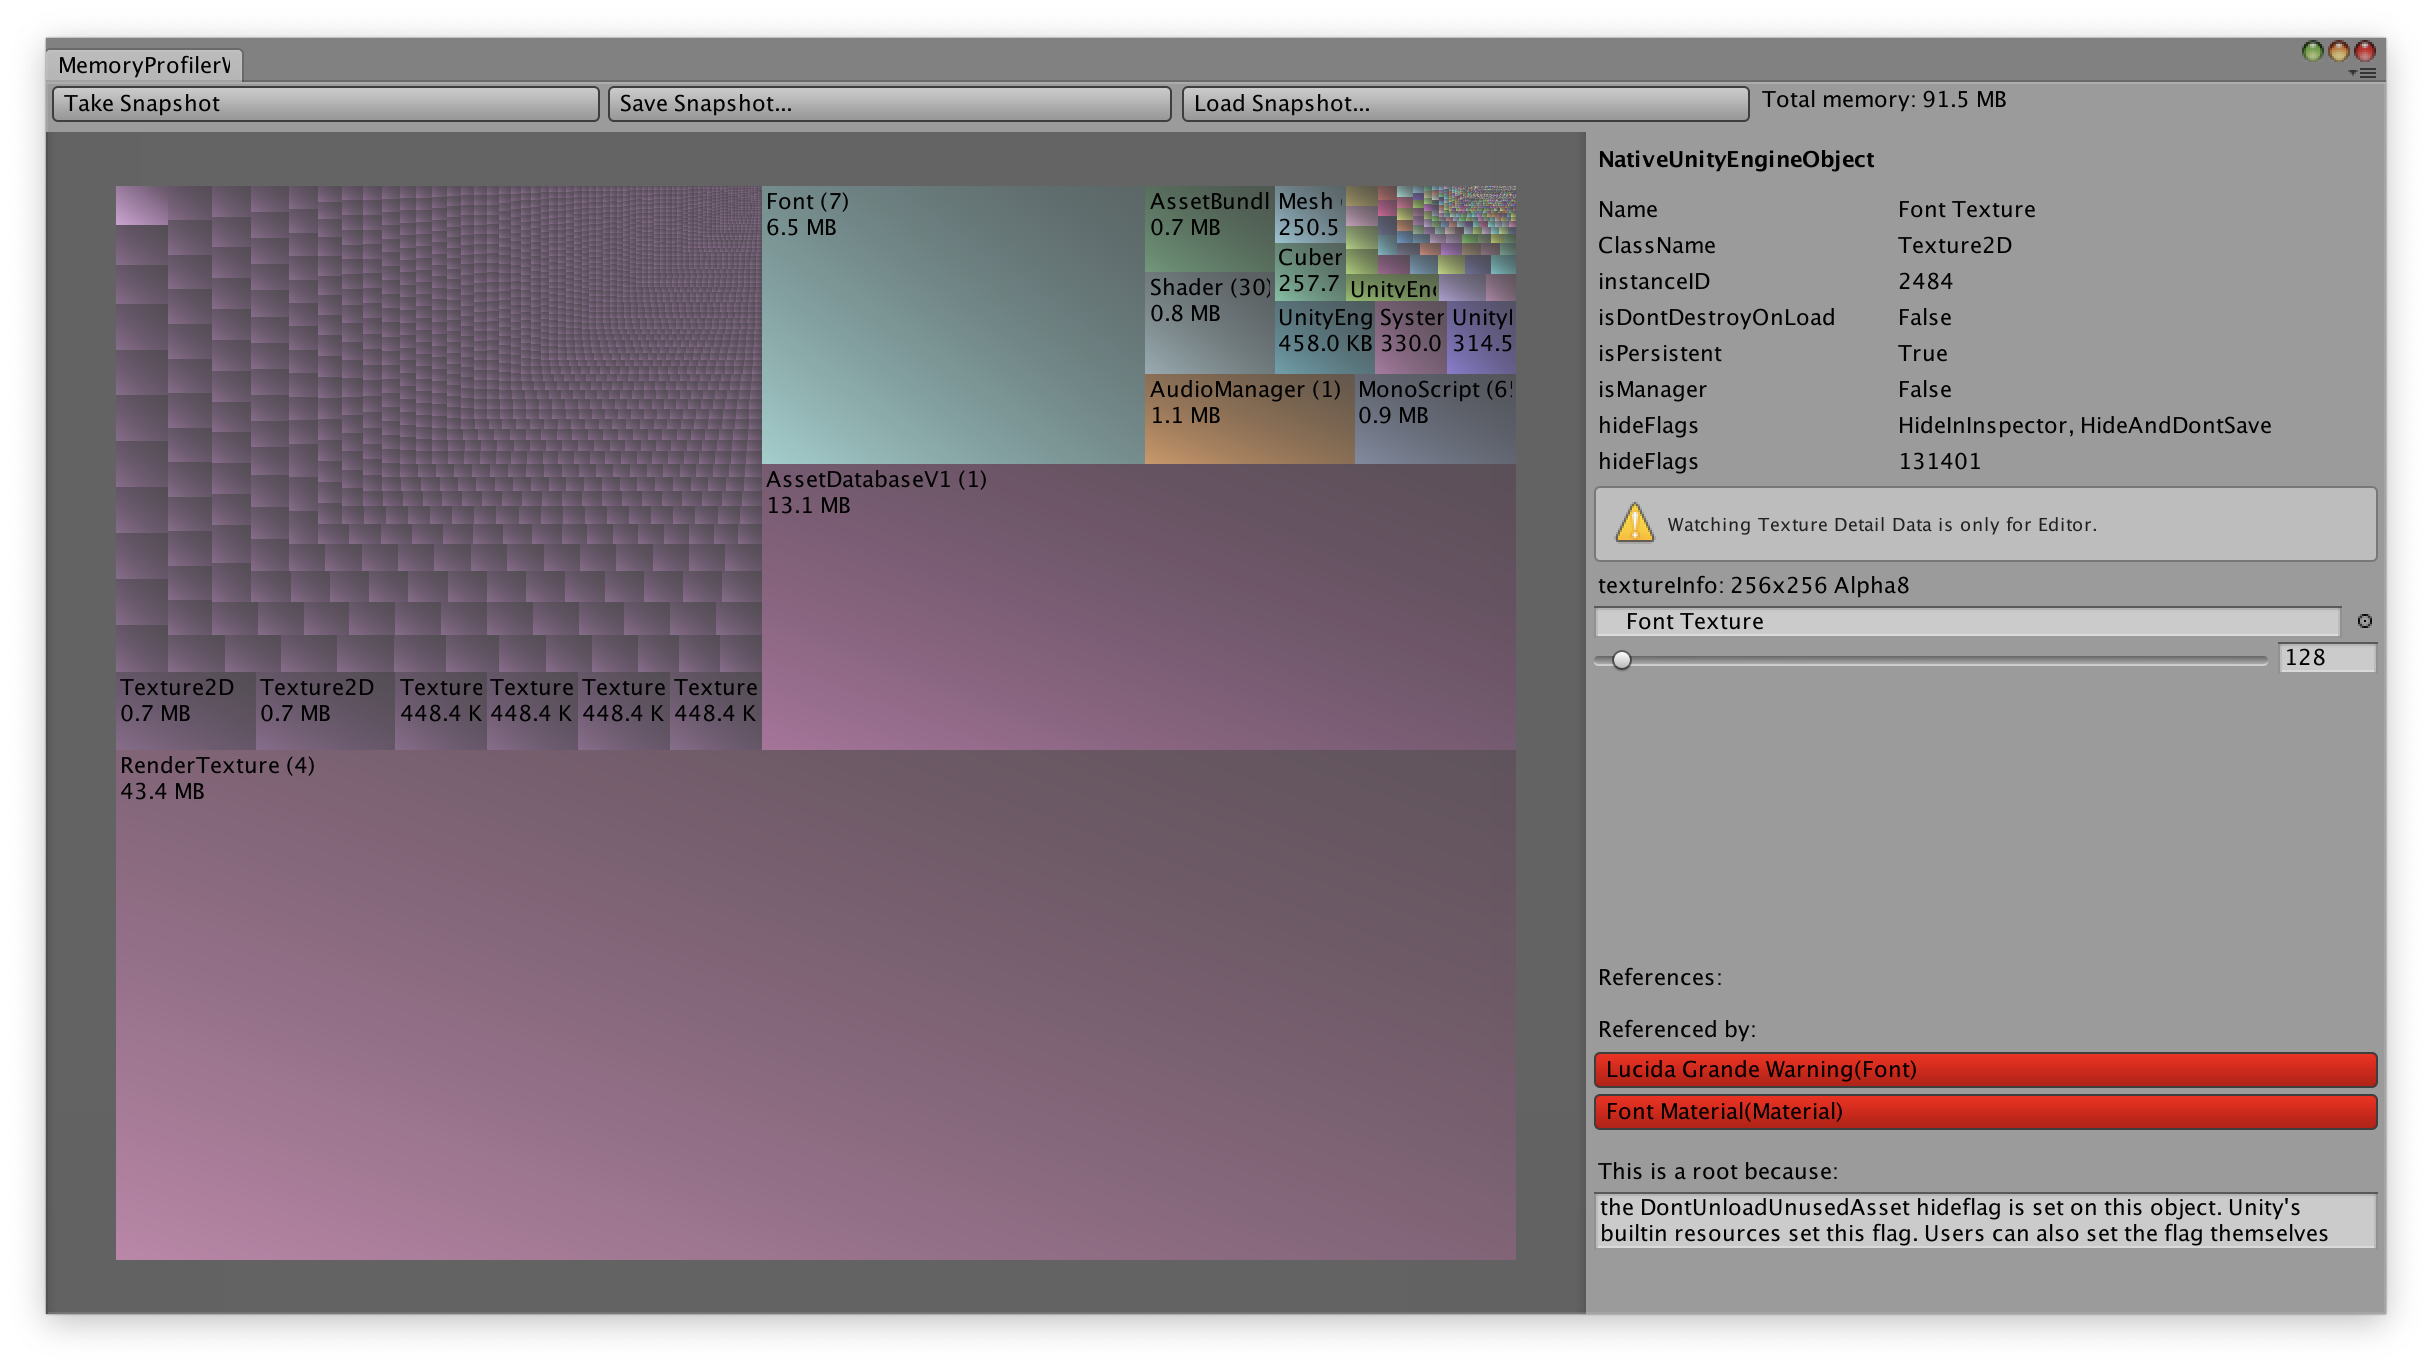 MemoryProfilerW
Take Snapshot
Save Snapshot...
Load Snapshot...
Total memory: 91.5 MB
Font (7)
6.5 MB
AssetBundl
0.7 MB
Mesh
250.5
Cuber
257.7
Shader (30)
0.8 MB
UnityEng
458.0 KB
Syster
330.0
314.5
AudioManager (1)
1.1 MB
MonoScript (6
0.9 MB
AssetDatabaseV1 (1)
13.1 MB
Texture2D
0.7 MB
Texture2D
0.7 MB
Texture
448.4 K
Texture
448.4 K
Texture
448.4 K
Texture
448.4 K
RenderTexture (4)
43.4 MB
NativeUnityEngineObject
Name Font Texture
ClassName Texture2D
instanceID 2484
isDontDestroyOnLoad False
isPersistent True
isManager False
hideFlags HideInInspector, HideAndDontSave
hideFlags 131401
Watching Texture Detail Data is only for Editor.
textureInfo: 256x256 Alpha8
Font Texture
128
References:
Referenced by:
Lucida Grande Warning(Font)
Font Material(Material)
This is a root because:
the DontUnloadUnusedAsset hideflag is set on this object. Unity's
builtin resources set this flag. Users can also set the flag themselves